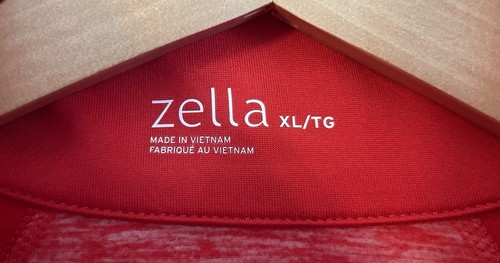 zella XL/TG
MADE IN VIETNAM
FABRIQUÉ AU VIETNAM